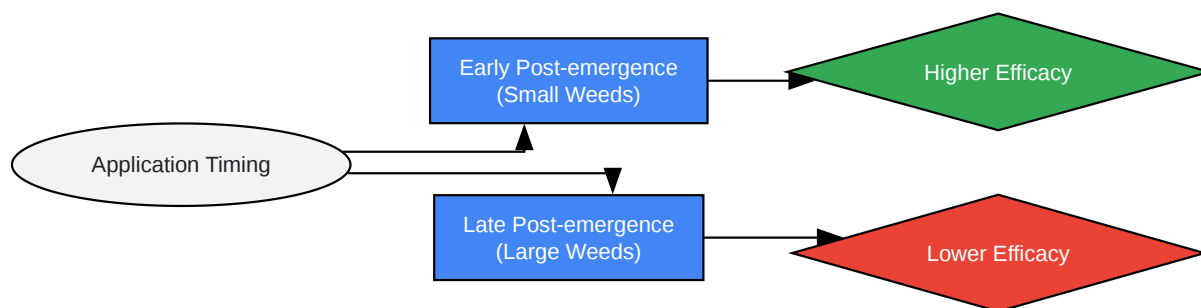 Application Timing
Early Post-emergence
(Small Weeds)
Higher Efficacy
Late Post-emergence
(Large Weeds)
Lower Efficacy